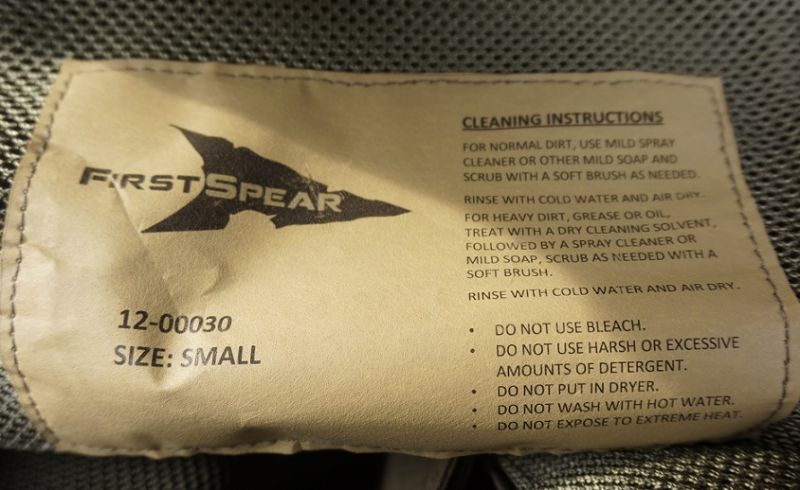 FIRSTSPEAR
12-00030
SIZE: SMALL
CLEANING INSTRUCTIONS
FOR NORMAL DIRT, USE MILD SPRAY
CLEANER OR OTHER MILD SOAP AND
SCRUB WITH A SOFT BRUSH AS NEEDED.
RINSE WITH COLD WATER AND AIR DRY.
FOR HEAVY DIRT, GREASE OR OIL,
TREAT WITH A DRY CLEANING SOLVENT,
FOLLOWED BY A SPRAY CLEANER OR
MILD SOAP, SCRUB AS NEEDED WITH A
SOFT BRUSH.
RINSE WITH COLD WATER AND AIR DRY.
• DO NOT USE BLEACH.
• DO NOT USE HARSH OR EXCESSIVE
AMOUNTS OF DETERGENT.
• DO NOT PUT IN DRYER.
• DO NOT WASH WITH HOT WATER.
• DO NOT EXPOSE TO EXTREME HEAT.